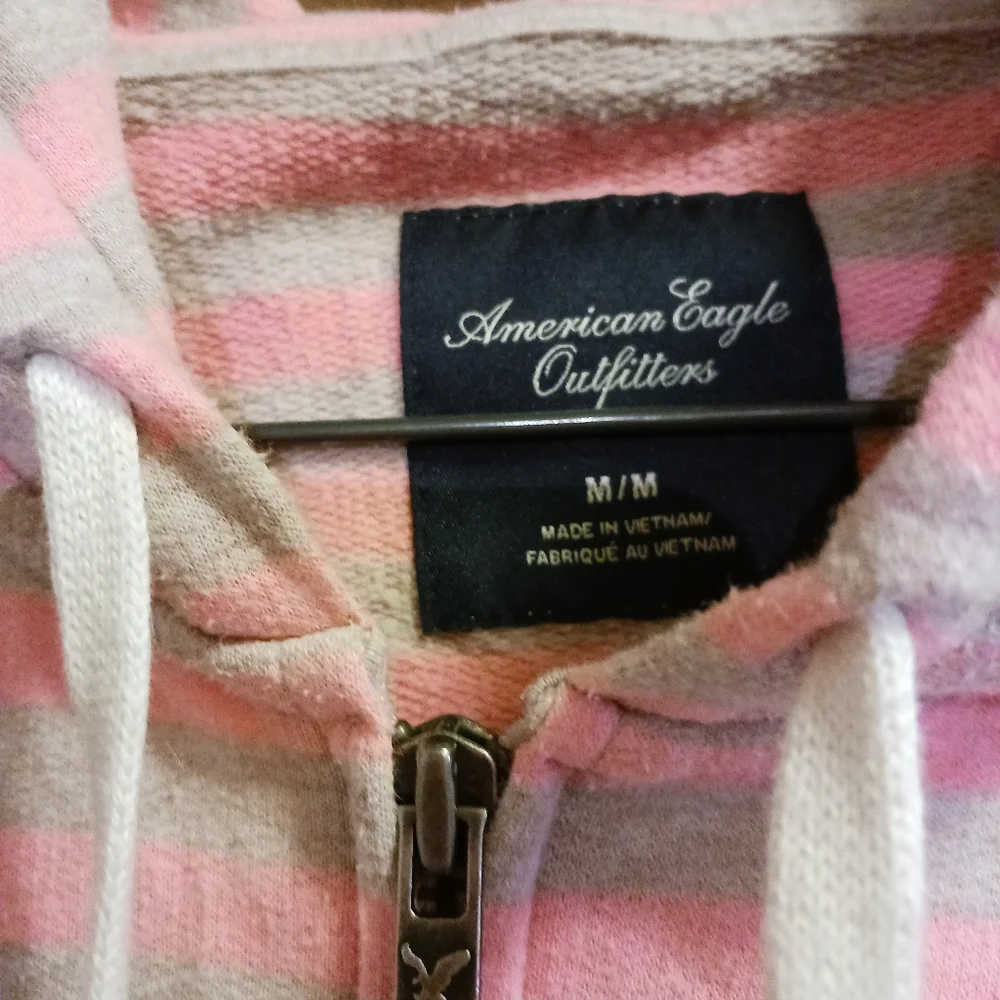 American Eagle
Outfitters
M/M
MADE IN VIETNAM/
FABRIQUÉ AU VIETNAM